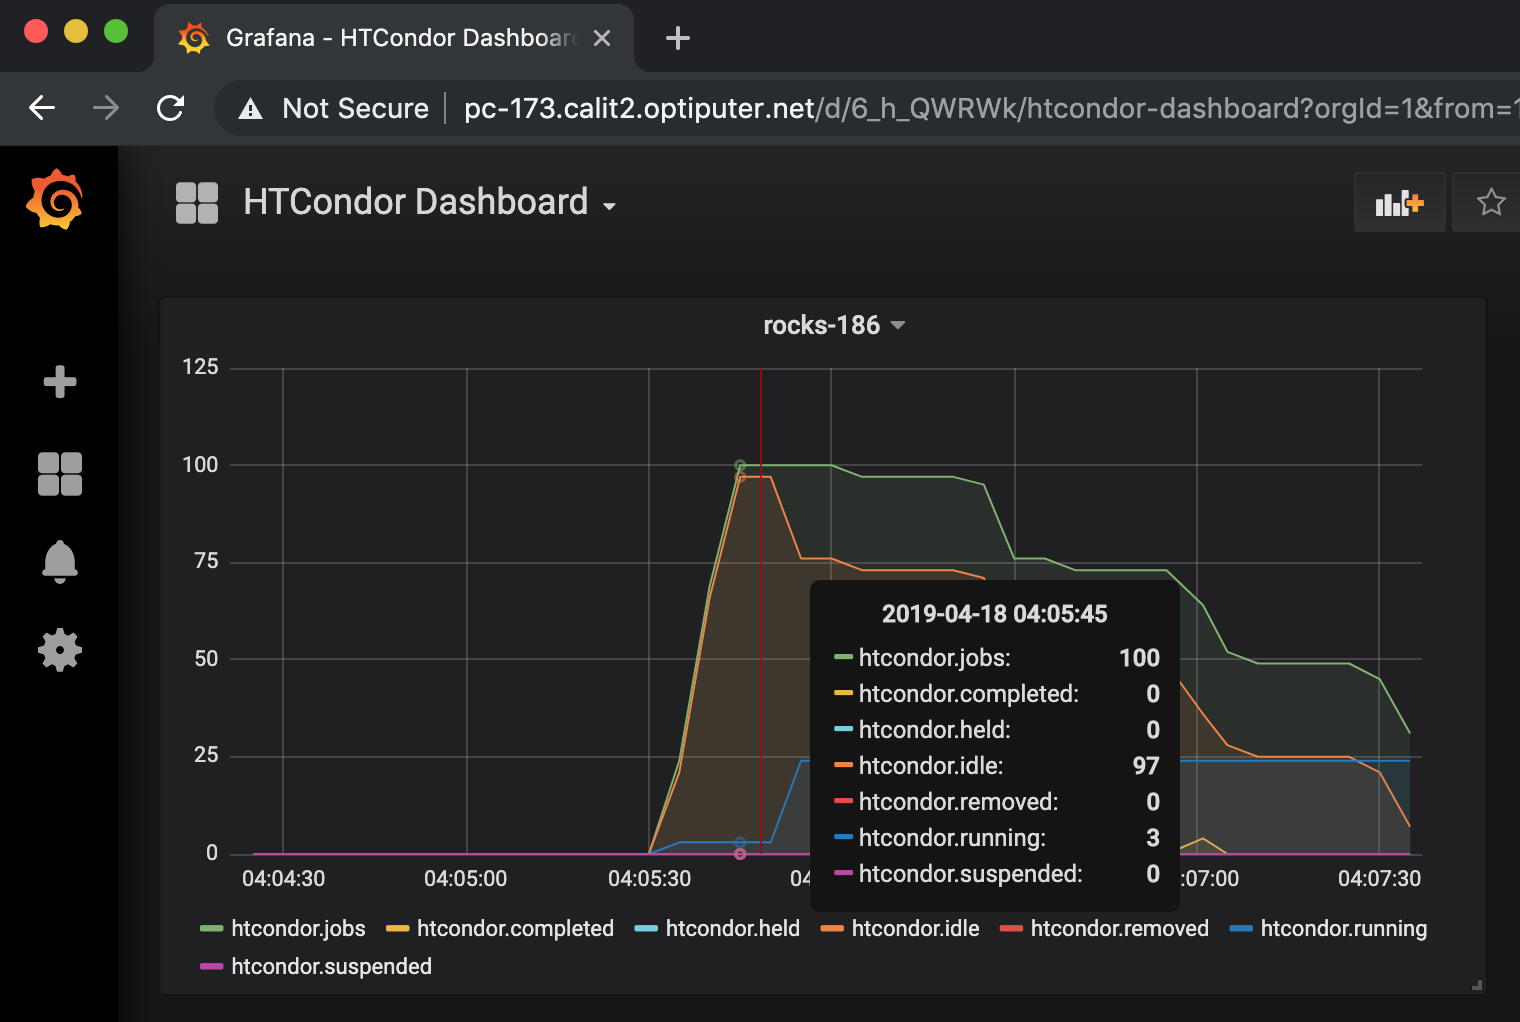 Grafana - HTCondor Dashboar
Not Secure
pc-173.calit2.optiputer.net/d/6_h_QWRWk/htcondor-dashboard?orgId=1&from=1
HTCondor Dashboard
rocks-186
125
100
75
50
25
0
2019-04-18 04:05:45
htcondor.jobs: 100
htcondor.completed: 0
htcondor.held: 0
htcondor.idle: 97
htcondor.removed: 0
htcondor.running: 3
htcondor.suspended: 0
04:04:30 04:05:00 04:05:30 04 :07:00 04:07:30
htcondor.jobs htcondor.completed htcondor.held htcondor.idle htcondor.removed htcondor.running
htcondor.suspended